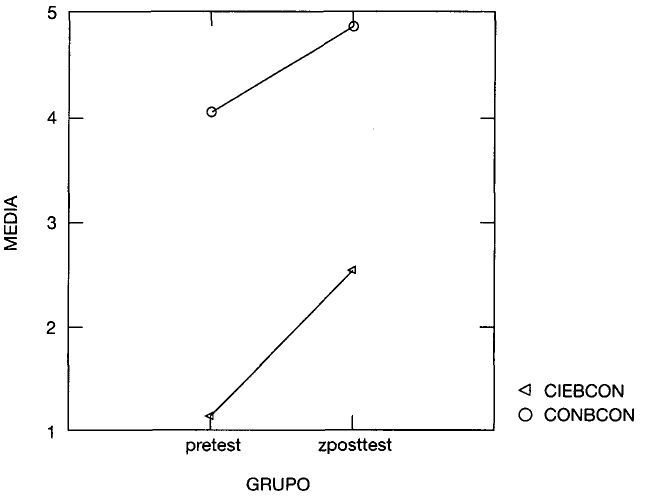 5
4
3
2
1
MEDIA
pretest zposttest
GRUPO
CIEBCON
CONBCON